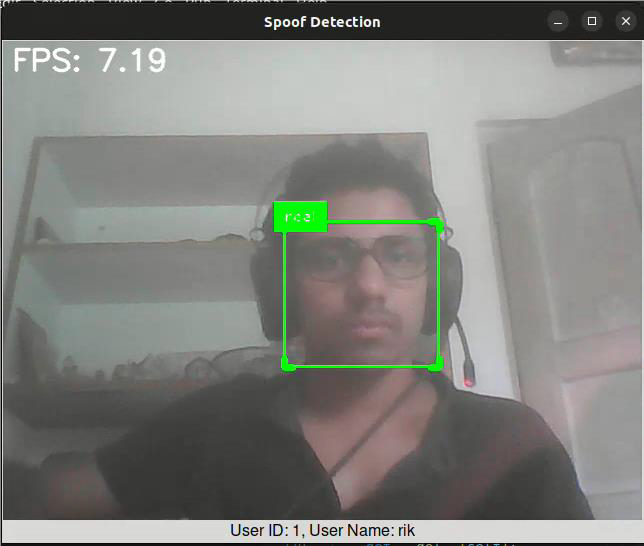 Spoof Detection
FPS: 7.19
real
User ID: 1, User Name: rik